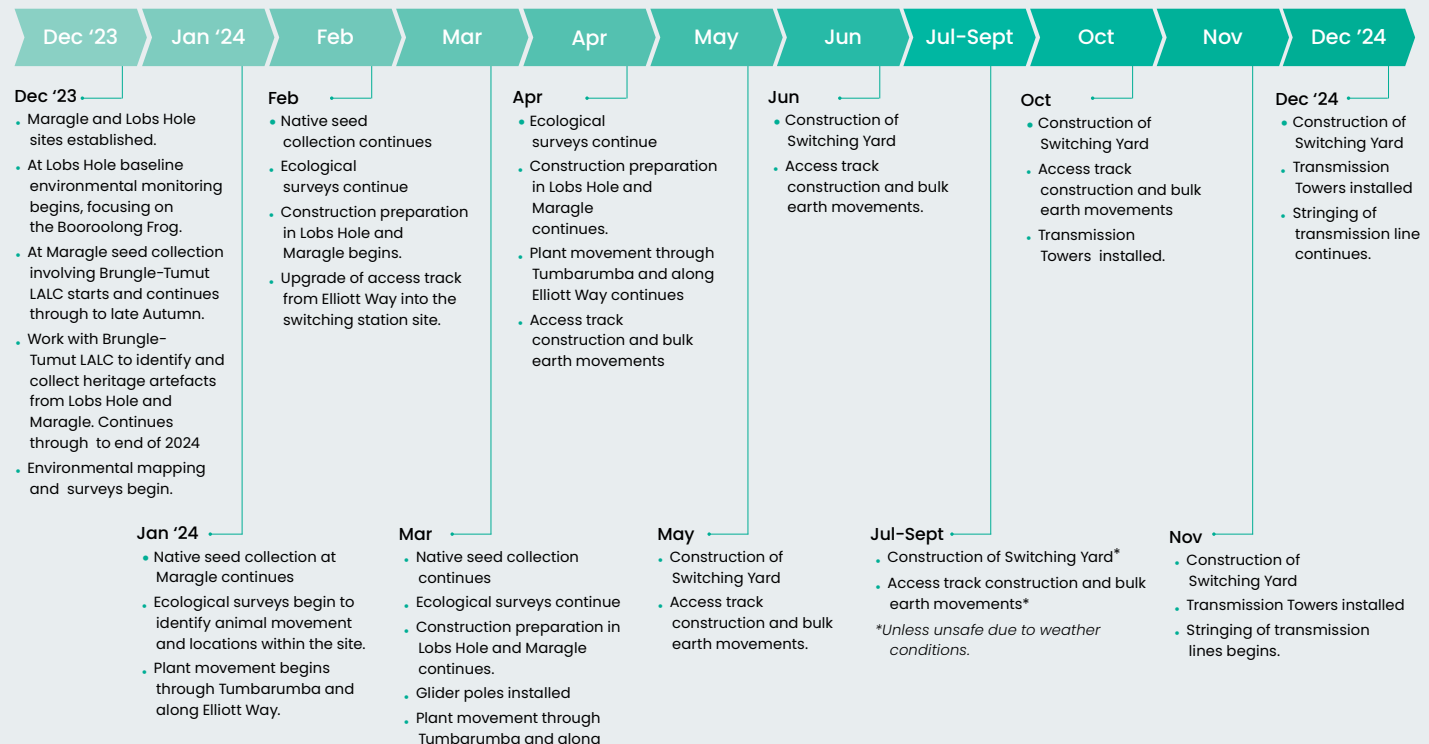 Dec ‘23
Jan ‘24
Feb
Mar
Apr
May
Jun
Jul-Sept
Oct
Nov
Dec ’24
Dec ‘23
• Maragle and Lobs Hole
sites established.
• At Lobs Hole baseline
environmental monitoring
begins, focusing on
the Booroolong Frog.
• At Maragle seed collection
involving Brungle-Tumut
LALC starts and continues
through to late Autumn.
• Work with Brungle-
Tumut LALC to identify and
collect heritage artefacts
from Lobs Hole and
Maragle. Continues
through to end of 2024
• Environmental mapping
and surveys begin.
Jan ‘24
• Native seed collection at
Maragle continues
• Ecological surveys begin to
identify animal movement
and locations within the site.
• Plant movement begins
through Tumbarumba and
along Elliott Way.
Feb
• Native seed
collection continues
• Ecological
surveys continue
• Construction preparation
in Lobs Hole and
Maragle begins.
• Upgrade of access track
from Elliott Way into the
switching station site.
Mar
• Native seed collection
continues
• Ecological surveys continue
• Construction preparation in
Lobs Hole and Maragle
continues.
• Glider poles installed
• Plant movement through
Tumbarumba and along
Apr
• Ecological
surveys continue
• Construction preparation
in Lobs Hole and
Maragle
continues.
• Plant movement through
Tumbarumba and along
Elliott Way continues
• Access track
construction and bulk
earth movements
May
• Construction of
Switching Yard
• Access track
construction and bulk
earth movements.
Jun
• Construction of
Switching Yard
• Access track
construction and bulk
earth movements.
Jul-Sept
• Construction of Switching Yard*
• Access track construction and bulk
earth movements*
*Unless unsafe due to weather
conditions.
Oct
• Construction of
Switching Yard
• Access track
construction and bulk
earth movements
• Transmission
Towers installed.
Nov
• Construction of
Switching Yard
• Transmission Towers installed
• Stringing of transmission
lines begins.
Dec ‘24
• Construction of
Switching Yard
• Transmission
Towers installed
• Stringing of
transmission line
continues.